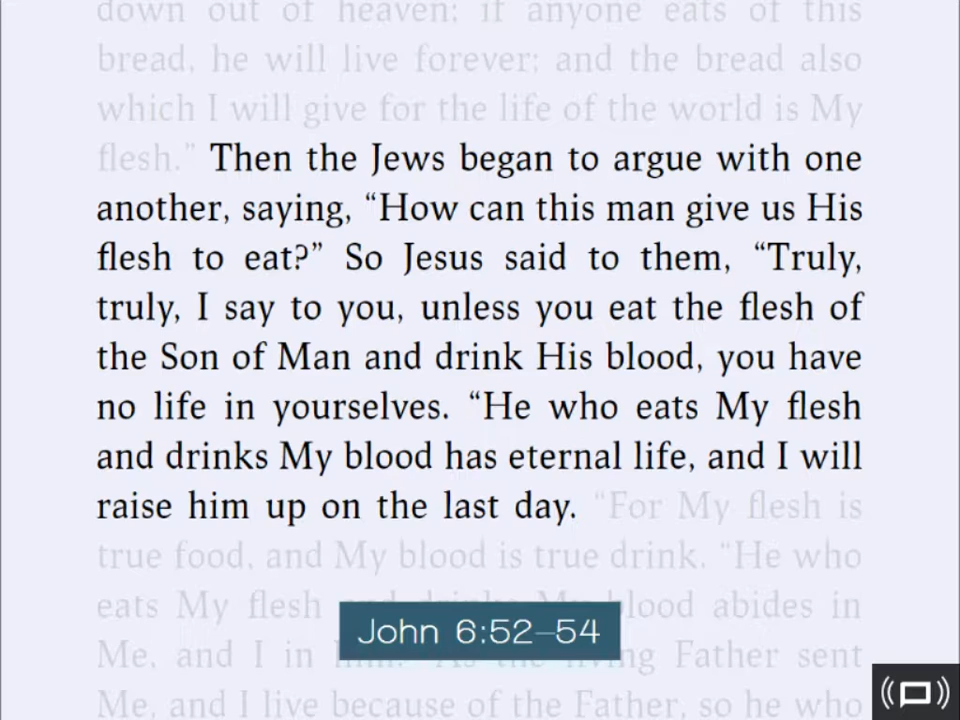 down out of heaven; if anyone eats of this
bread, he will live forever; and the bread also
which I will give for the life of the world is My
flesh.” Then the Jews began to argue with one
another, saying, “How can this man give us His
flesh to eat?” So Jesus said to them, “Truly,
truly, I say to you, unless you eat the flesh of
the Son of Man and drink His blood, you have
no life in yourselves. “He who eats My flesh
and drinks My blood has eternal life, and I will
raise him up on the last day. “For My flesh is
true food, and My blood is true drink. “He who
eats My flesh and drinks My blood abides in
Me, and I in him. “As the living Father sent
Me, and I live because of the Father, so he who
John 6:52–54